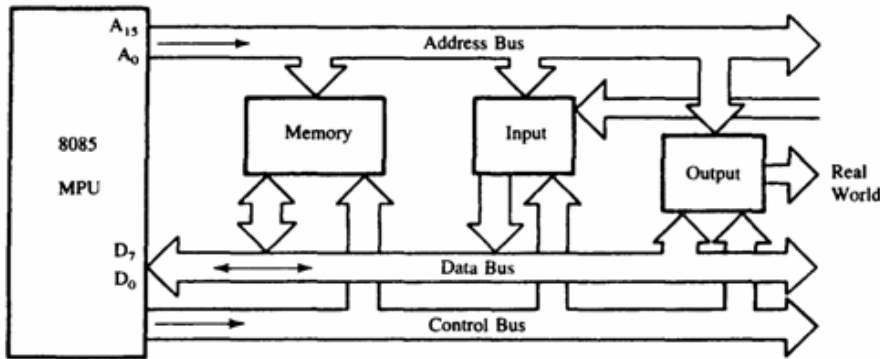 A15
Address Bus
A0
Memory
Input
8085
MPU
Output
Real
World
D7
Data Bus
D0
Control Bus